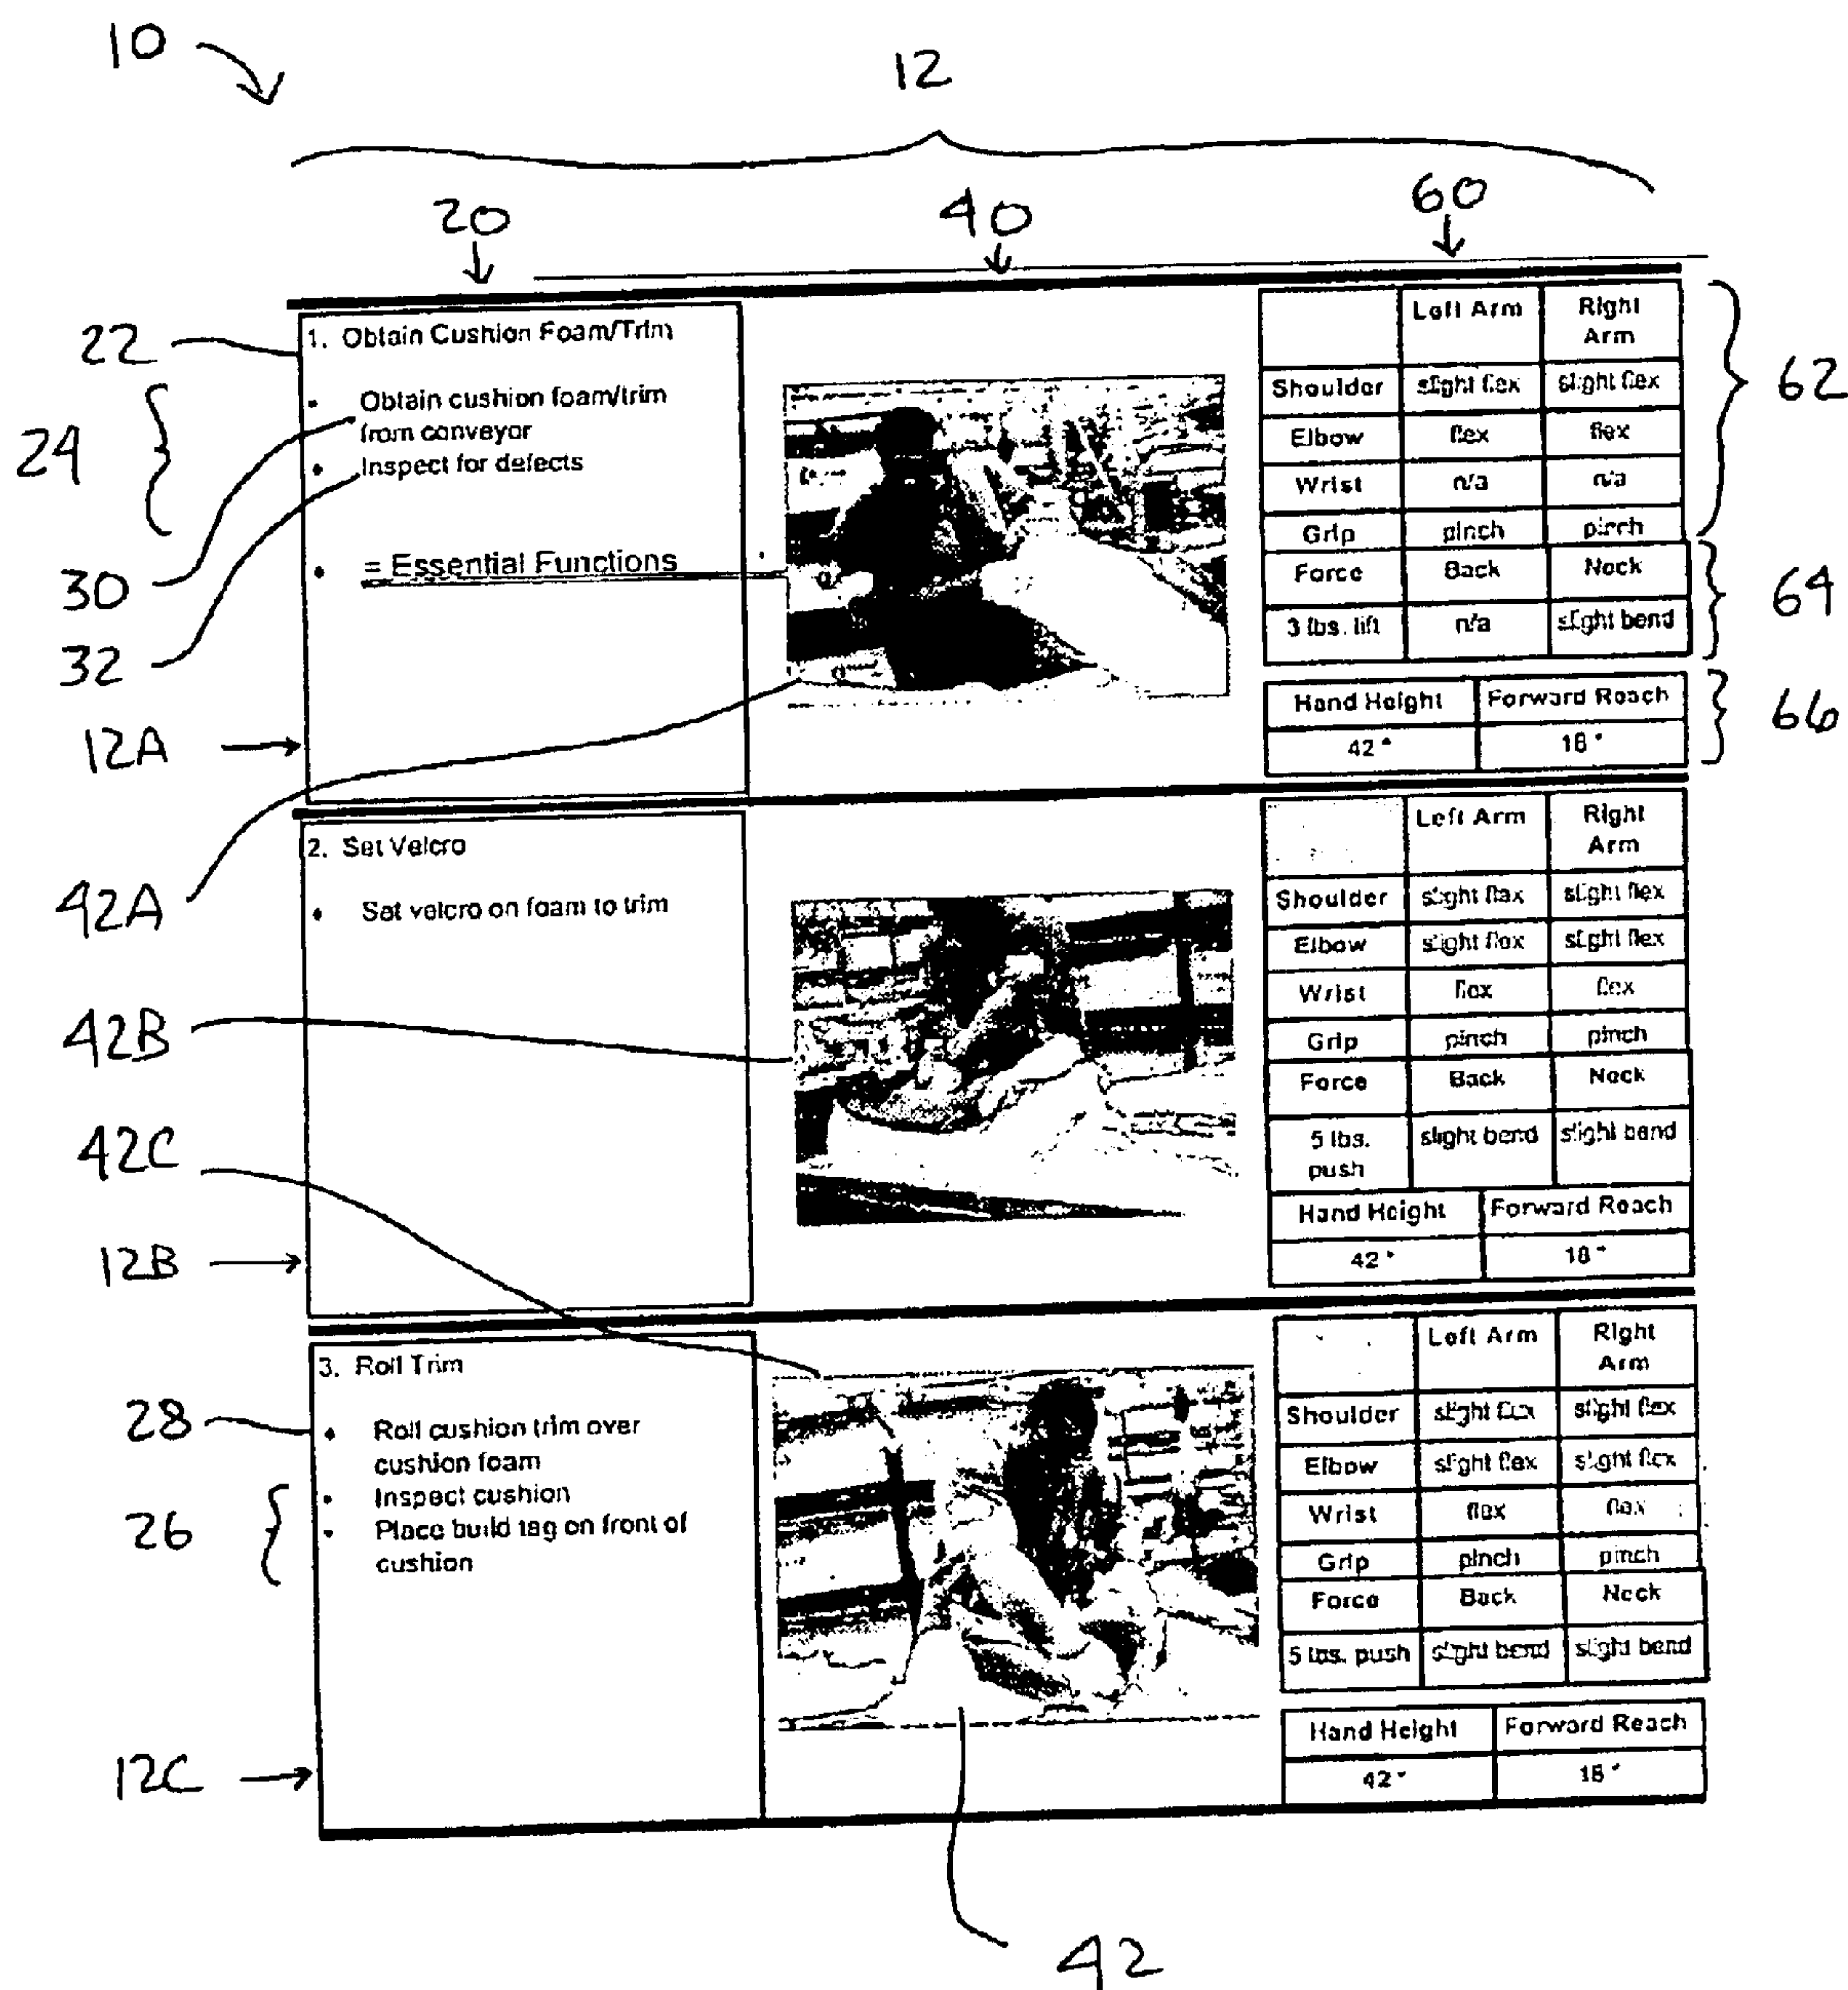 10
12
20 40 60
22
24
30
32
12A
42A
1. Obtain Cushion Foam/Trim
• Obtain cushion foam/trim
from conveyor
• Inspect for defects
• = Essential Functions
Left Arm Right
Arm
Shoulder slight flex slight flex
Elbow flex flex
Wrist n/a n/a
Grip pinch pinch
Force Back Neck
3 lbs. lift n/a slight bend
Hand Height Forward Reach
42" 18"
62
64
66
42B
42C
12B
2. Set Velcro
• Set velcro on foam to trim
Left Arm Right
Arm
Shoulder slight flex slight flex
Elbow slight flex slight flex
Wrist flex flex
Grip pinch pinch
Force Back Neck
5 lbs. slight bend slight bend
push
Hand Height Forward Reach
42" 18"
28
26
12C
3. Roll Trim
• Roll cushion trim over
cushion foam
• Inspect cushion
• Place build tag on front of
cushion
Left Arm Right
Arm
Shoulder slight flex slight flex
Elbow slight flex slight flex
Wrist flex flex
Grip pinch pinch
Force Back Neck
5 lbs. push slight bend slight bend
Hand Height Forward Reach
42" 18"
42